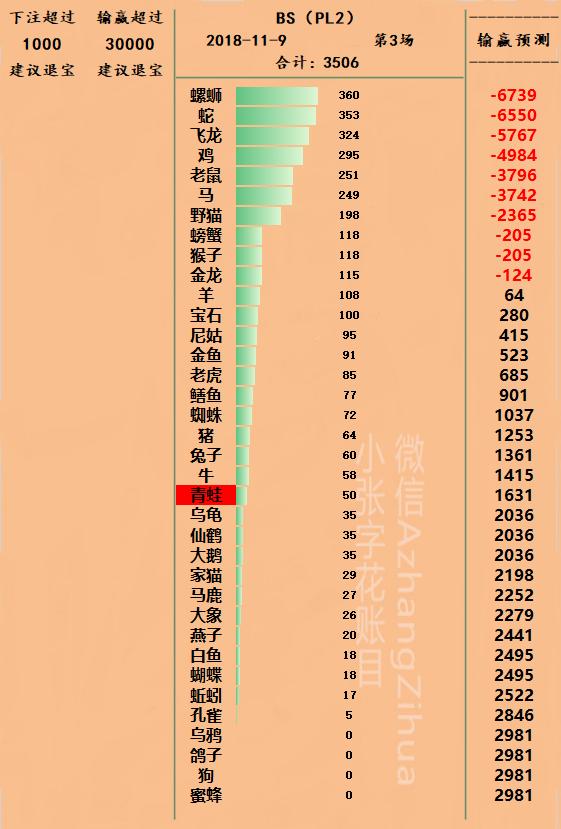 下注超过 输赢超过 BS（PL2）
1000 30000 2018-11-9 第3场 输赢预测
建议退宝 建议退宝 合计：3506
螺蛳 360 -6739
蛇 353 -6550
飞龙 324 -5767
鸡 295 -4984
老鼠 251 -3796
马 249 -3742
野猫 198 -2365
螃蟹 118 -205
猴子 118 -205
金龙 115 -124
羊 108 64
宝石 100 280
尼姑 95 415
金鱼 91 523
老虎 85 685
鳝鱼 77 901
蜘蛛 72 1037
猪 64 1253
兔子 60 1361
牛 58 1415
青蛙 50 1631
乌龟 35 2036
仙鹤 35 2036
大鹅 35 2036
家猫 29 2198
马鹿 27 2252
大象 26 2279
燕子 20 2441
白鱼 18 2495
蝴蝶 18 2495
蚯蚓 17 2522
孔雀 5 2846
乌鸦 0 2981
鸽子 0 2981
狗 0 2981
蜜蜂 0 2981
微信AzhangZihua
小张字花账目